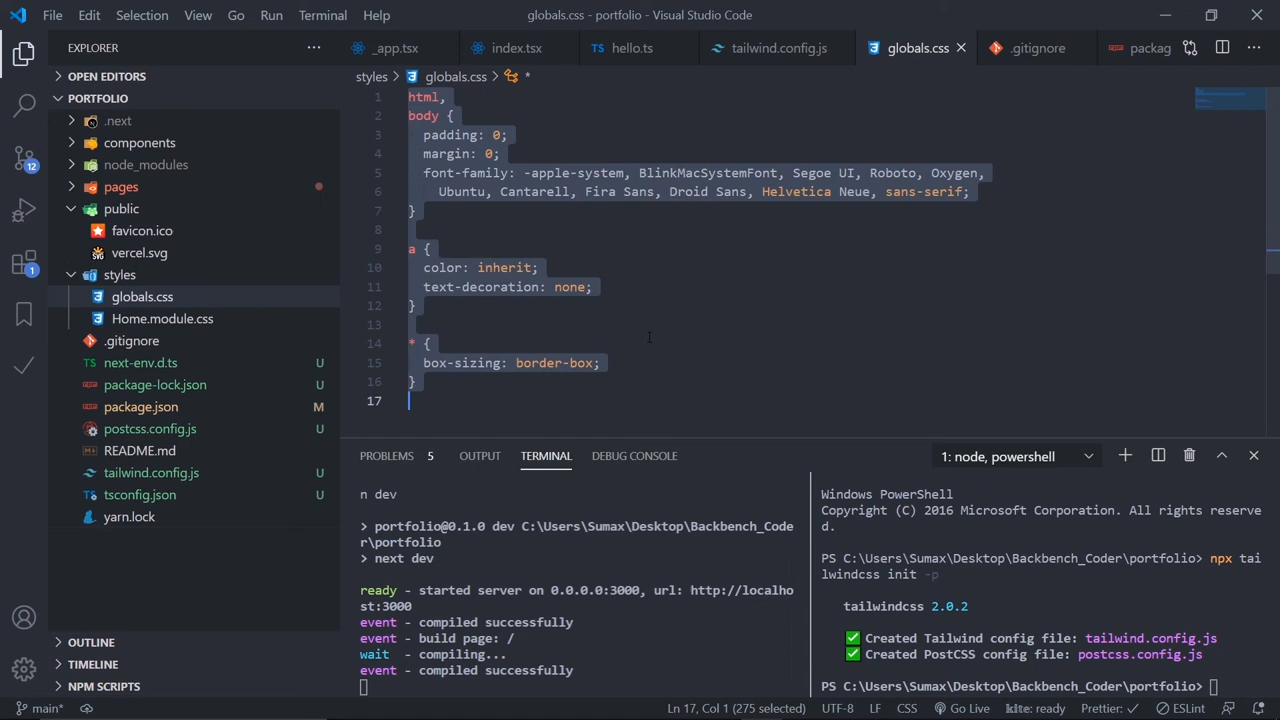 File Edit Selection View Go Run Terminal Help globals.css - portfolio - Visual Studio Code
EXPLORER
_app.tsx index.tsx hello.ts tailwind.config.js globals.css .gitignore packag
OPEN EDITORS
PORTFOLIO
.next
components
node_modules
pages
public
favicon.ico
vercel.svg
styles
globals.css
Home.module.css
.gitignore
next-env.d.ts U
package-lock.json U
package.json M
postcss.config.js U
README.md
tailwind.config.js U
tsconfig.json U
yarn.lock
OUTLINE
TIMELINE
NPM SCRIPTS
12
1
styles > globals.css > *
1 html,
2 body {
3 padding: 0;
4 margin: 0;
5 font-family: -apple-system, BlinkMacSystemFont, Segoe UI, Roboto, Oxygen,
6 Ubuntu, Cantarell, Fira Sans, Droid Sans, Helvetica Neue, sans-serif;
7 }
8
9 a {
10 color: inherit;
11 text-decoration: none;
12 }
13
14 * {
15 box-sizing: border-box;
16 }
17
PROBLEMS 5 OUTPUT TERMINAL DEBUG CONSOLE 1: node, powershell
n dev
> portfolio@0.1.0 dev C:\Users\Sumax\Desktop\Backbench_Code
r\portfolio
> next dev
ready - started server on 0.0.0.0:3000, url: http://localho
st:3000
event - compiled successfully
event - build page: /
wait - compiling...
event - compiled successfully
Windows PowerShell
Copyright (C) 2016 Microsoft Corporation. All rights reserve
d.
PS C:\Users\Sumax\Desktop\Backbench_Coder\portfolio> npx tai
lwindcss init -p
tailwindcss 2.0.2
✅ Created Tailwind config file: tailwind.config.js
✅ Created PostCSS config file: postcss.config.js
PS C:\Users\Sumax\Desktop\Backbench_Coder\portfolio>
main* Ln 17, Col 1 (275 selected) Spaces: 2 UTF-8 LF CSS Go Live kite: ready Prettier: ✓ ESLint